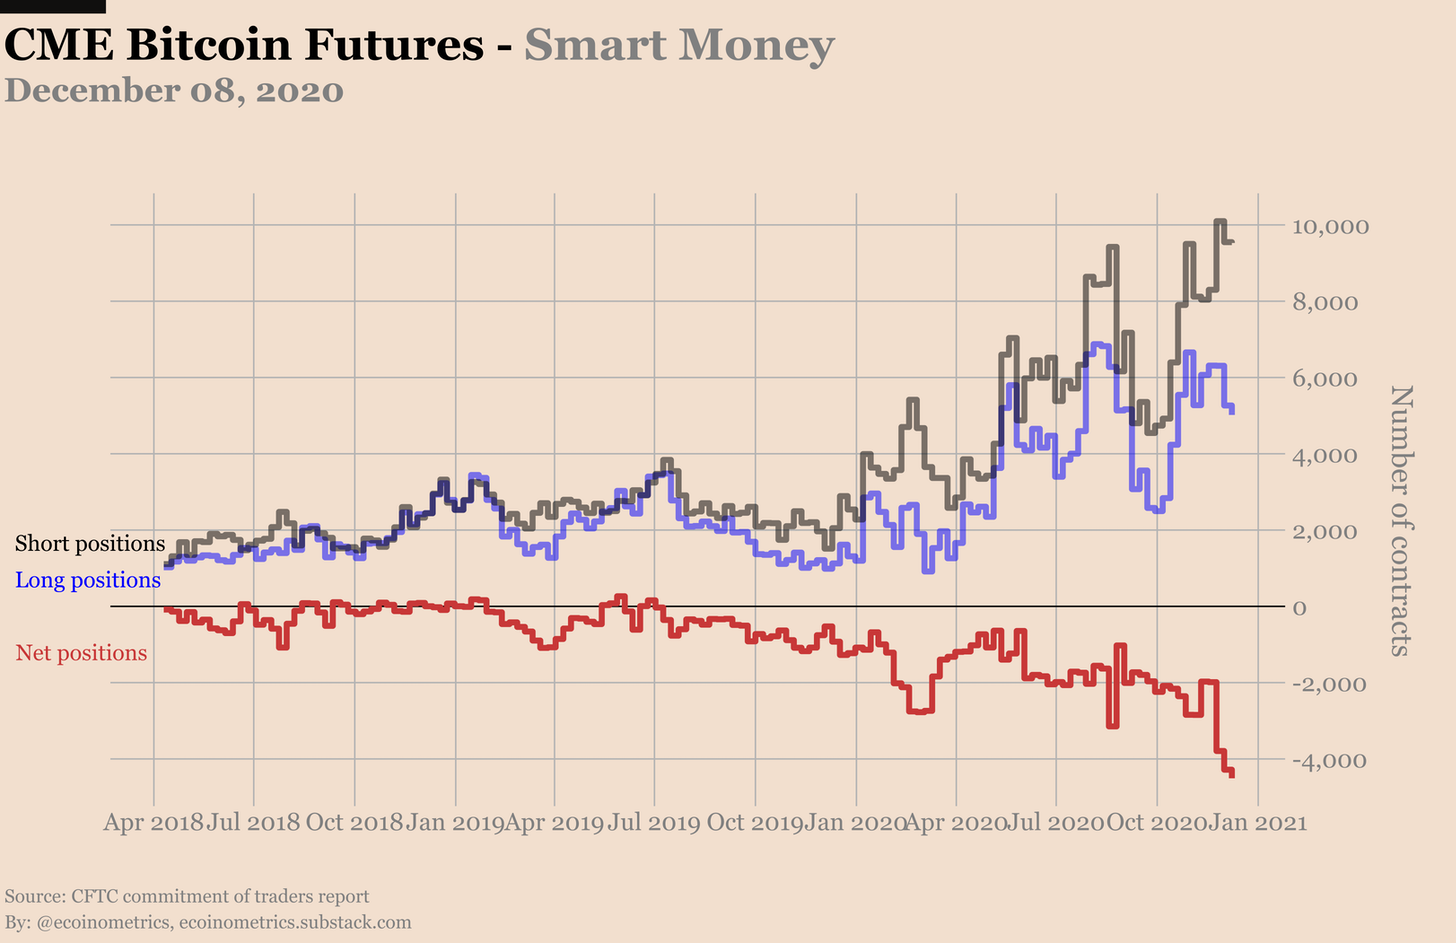 CME Bitcoin Futures - Smart Money
December 08, 2020
10,000
8,000
6,000
4,000
2,000
0
-2,000
-4,000
Number of contracts
Short positions
Long positions
Net positions
Apr 2018 Jul 2018 Oct 2018 Jan 2019 Apr 2019 Jul 2019 Oct 2019 Jan 2020 Apr 2020 Jul 2020 Oct 2020 Jan 2021
Source: CFTC commitment of traders report
By: @ecoinometrics, ecoinometrics.substack.com